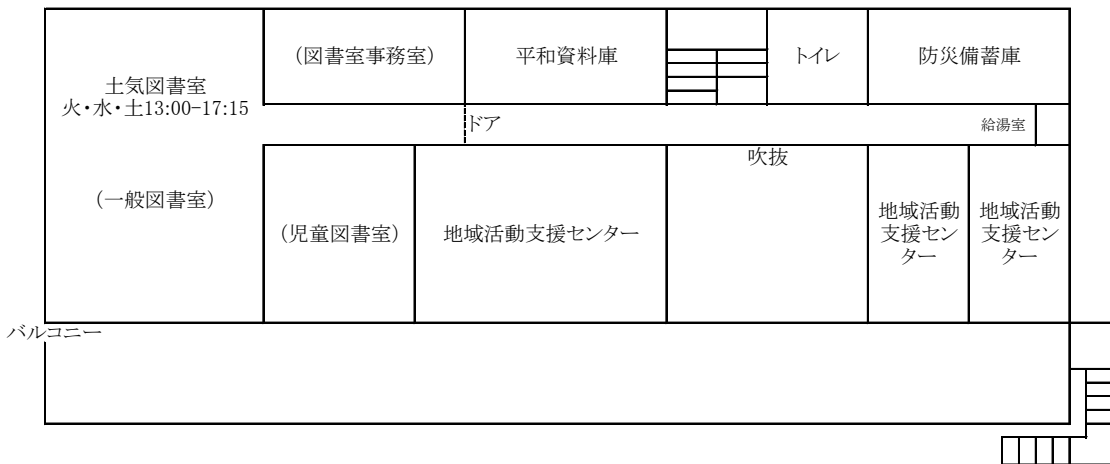 (図書室事務室)
平和資料庫
トイレ
防災備蓄庫
土気図書室
火・水・土13:00-17:15
ドア
給湯室
吹抜
(一般図書室)
(児童図書室)
地域活動支援センター
地域活動
支援セン
ター
地域活動
支援セン
ター
バルコニー